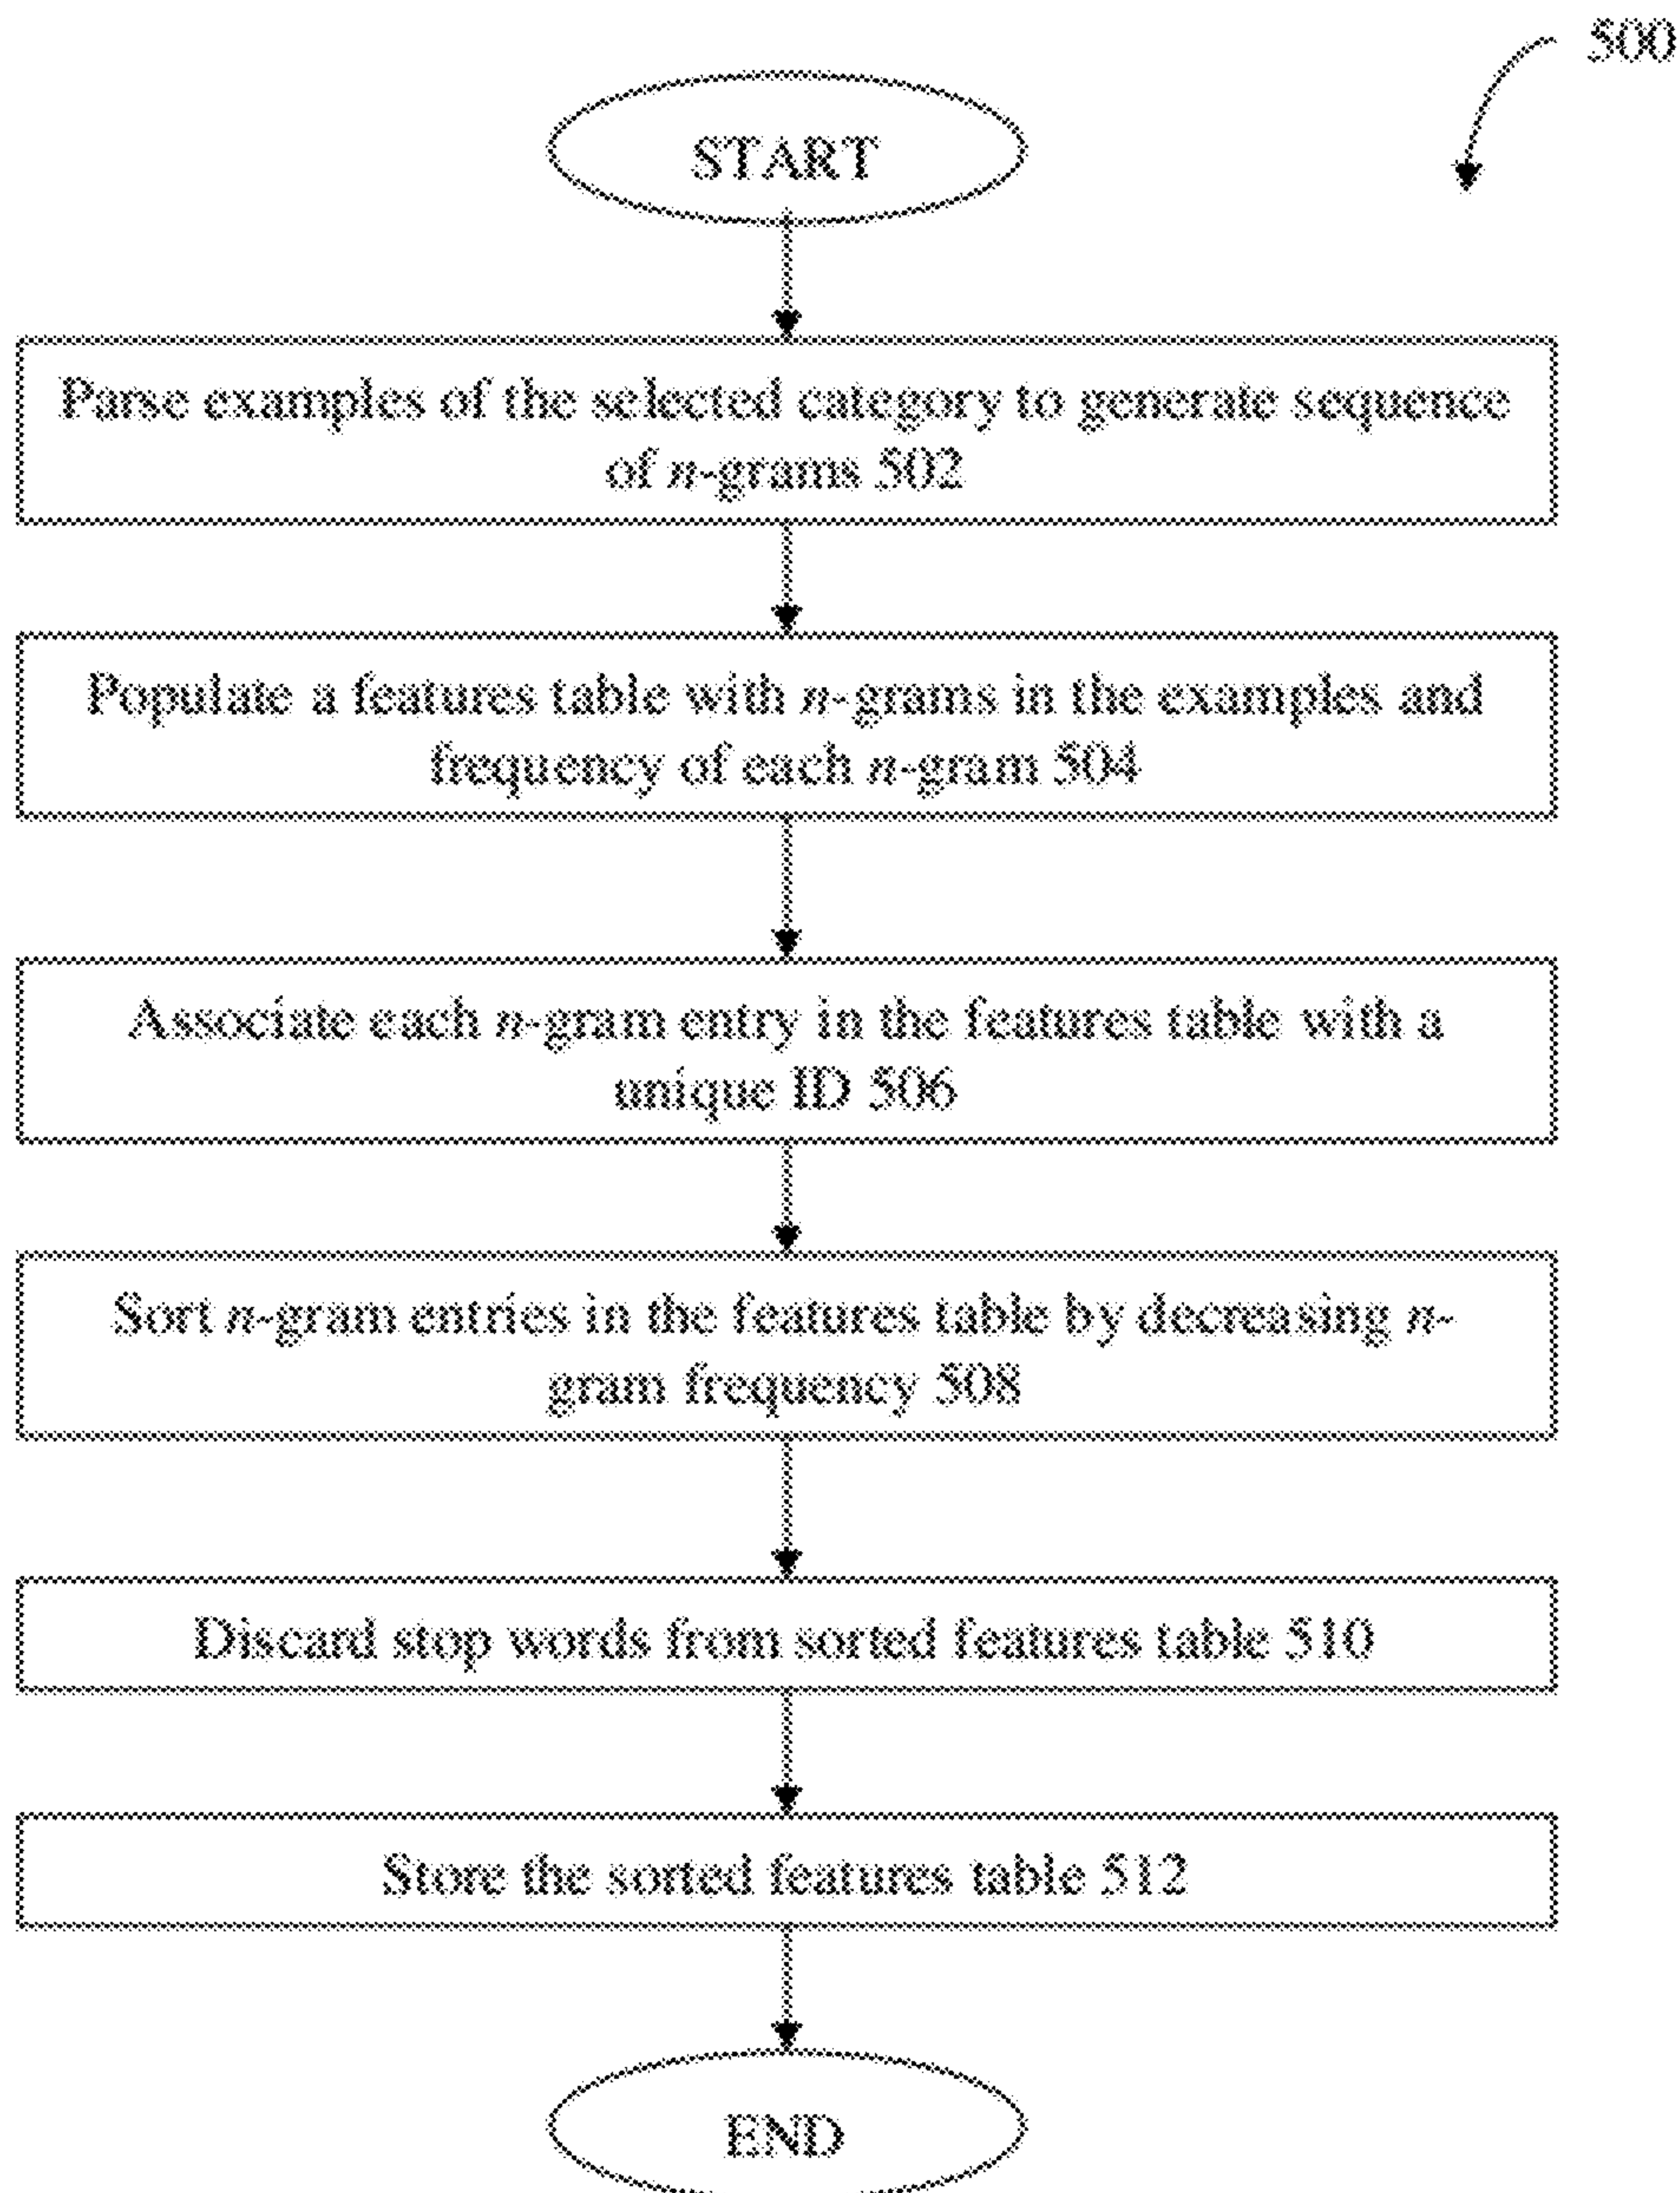 500
START
Parse examples of the selected category to generate sequence
of n-grams 502
Populate a features table with n-grams in the examples and
frequency of each n-gram 504
Associate each n-gram entry in the features table with a
unique ID 506
Sort n-gram entries in the features table by decreasing n-
gram frequency 508
Discard stop words from sorted features table 510
Store the sorted features table 512
END